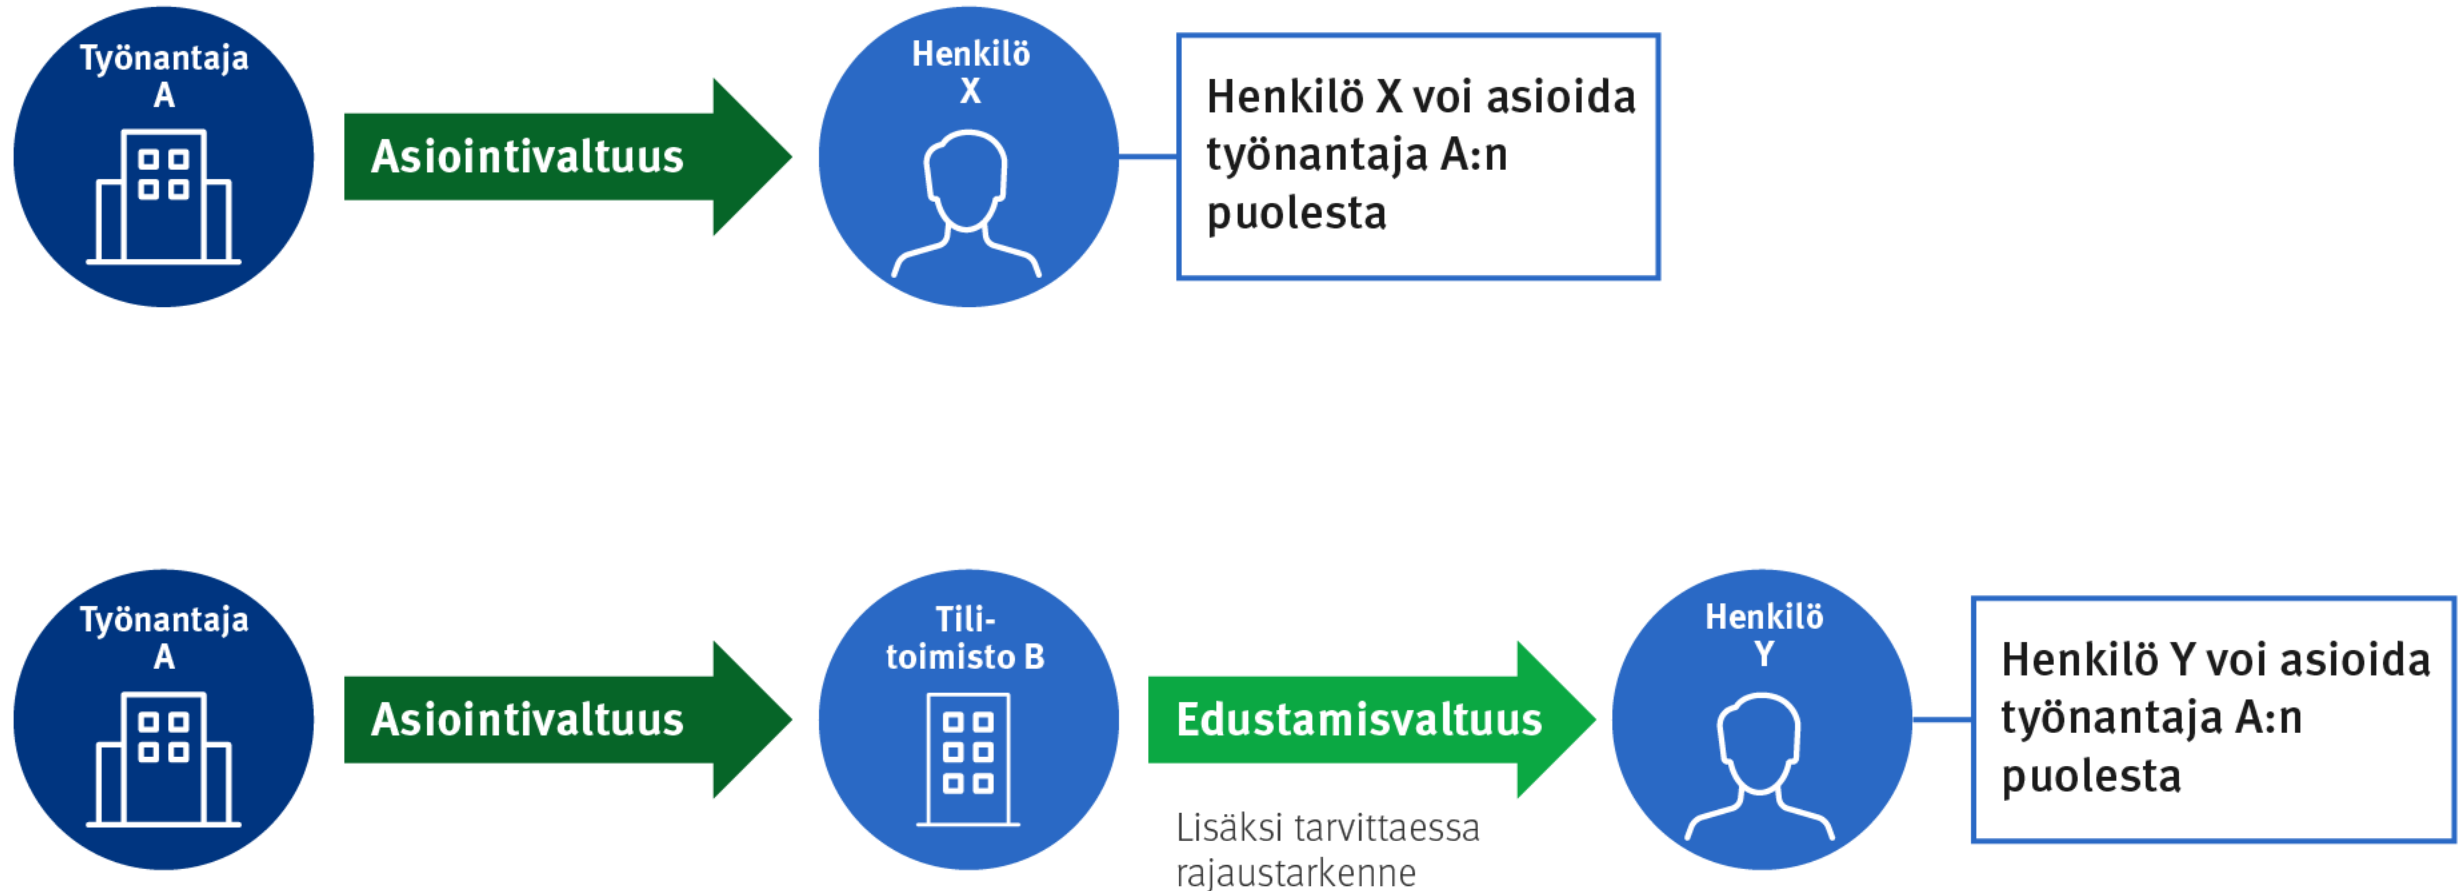 Työnantaja
A
Asiointivaltuus
Henkilö
X
Henkilö X voi asioida
työnantaja A:n
puolesta
Työnantaja
A
Asiointivaltuus
Tili-
toimisto B
Edustamisvaltuus
Lisäksi tarvittaessa
rajaustarkenne
Henkilö
Y
Henkilö Y voi asioida
työnantaja A:n
puolesta